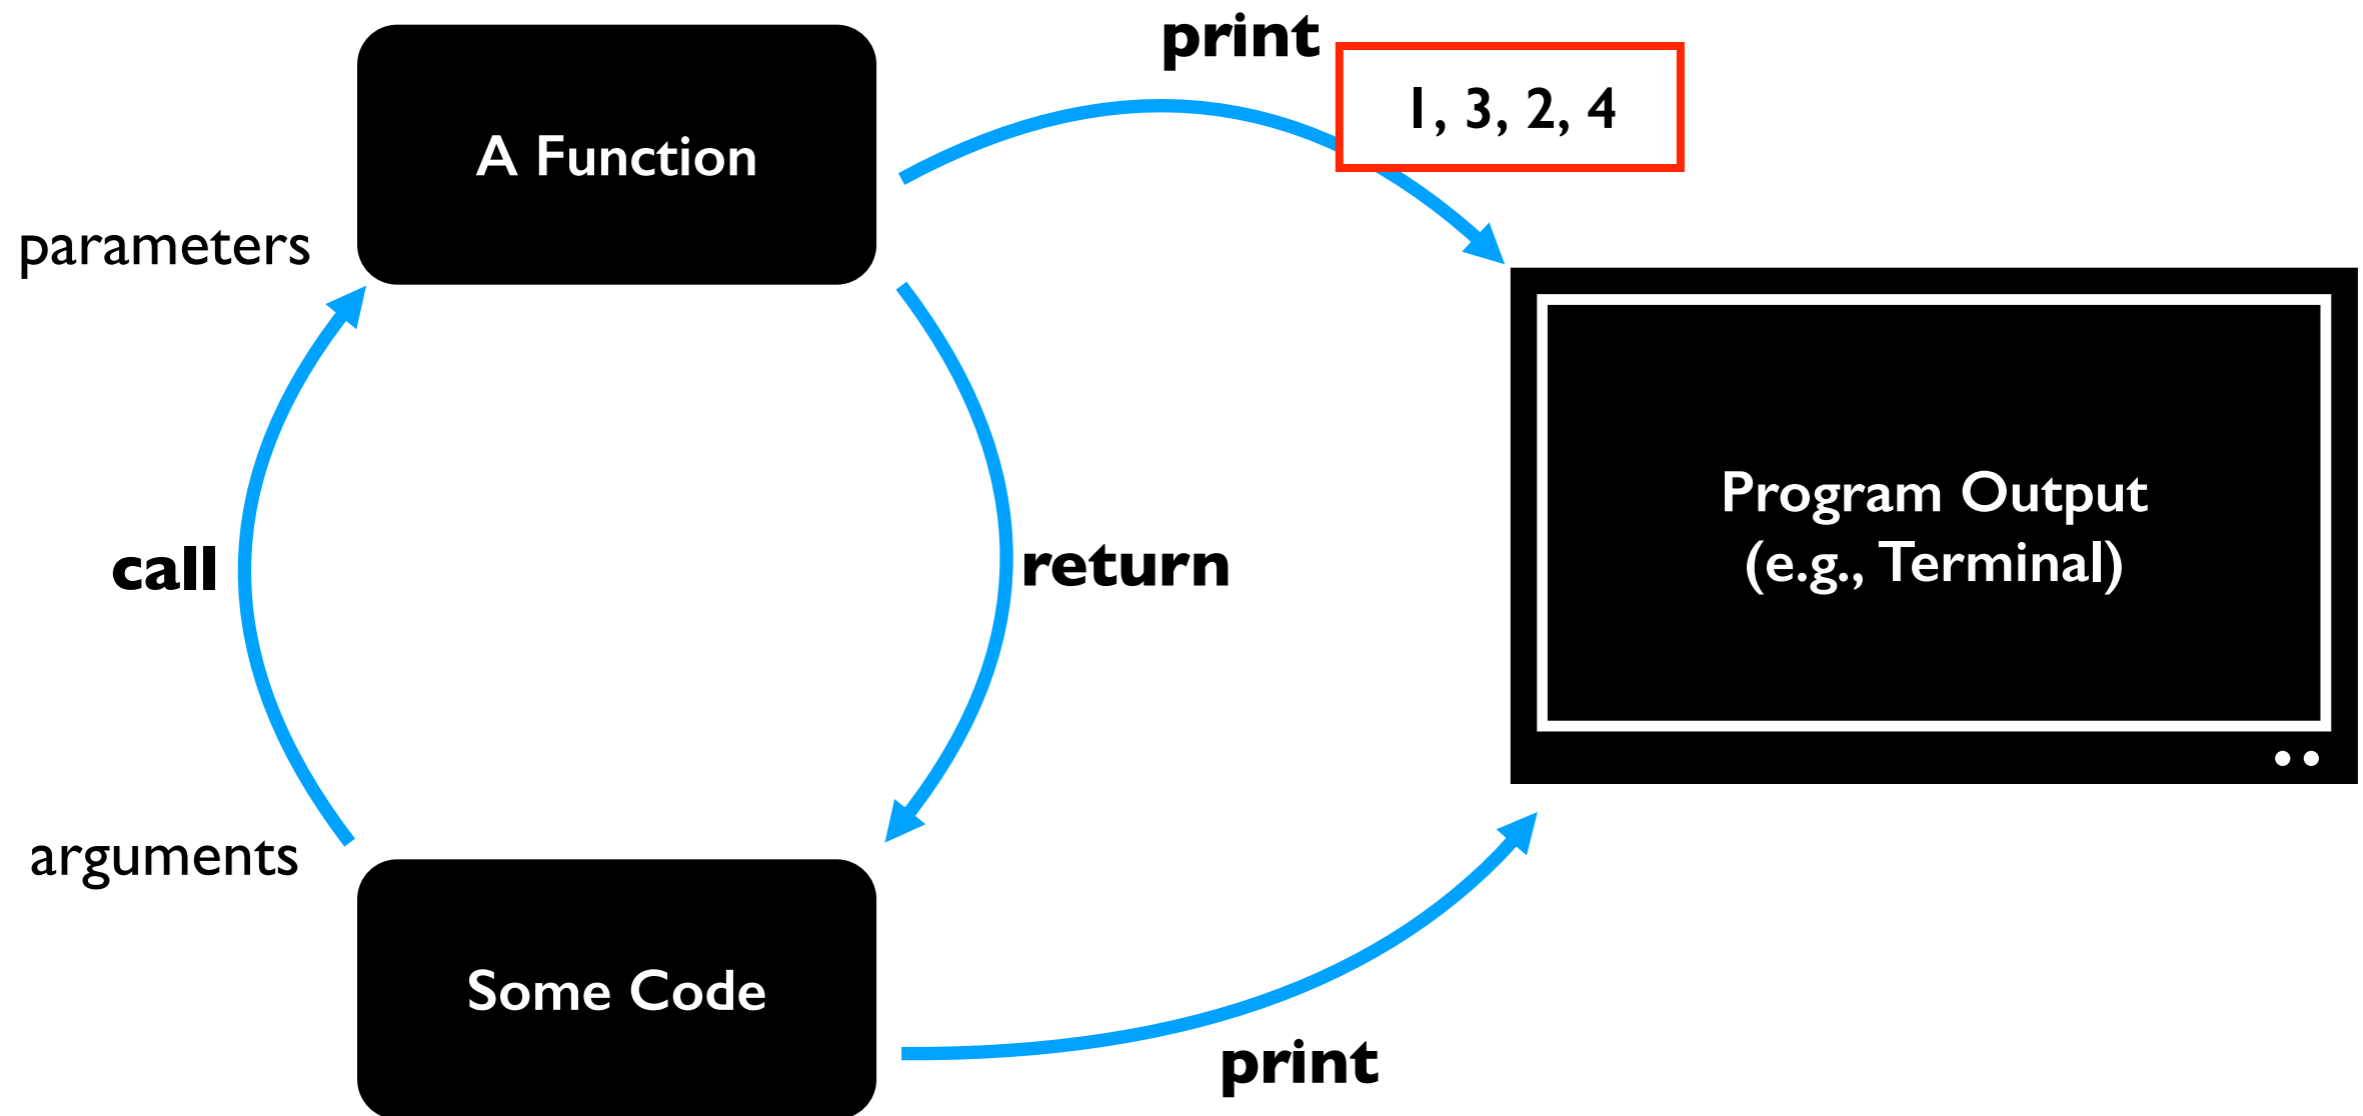 print
1, 3, 2, 4
A Function
parameters
Program Output
(e.g., Terminal)
call
return
arguments
Some Code
print